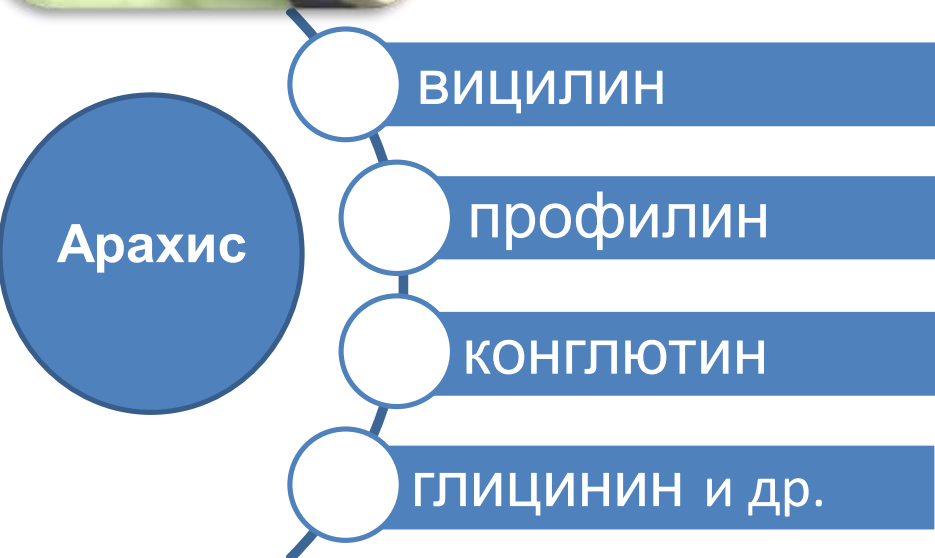 Арахис
вицилин
профилин
конглютин
глицинин и др.